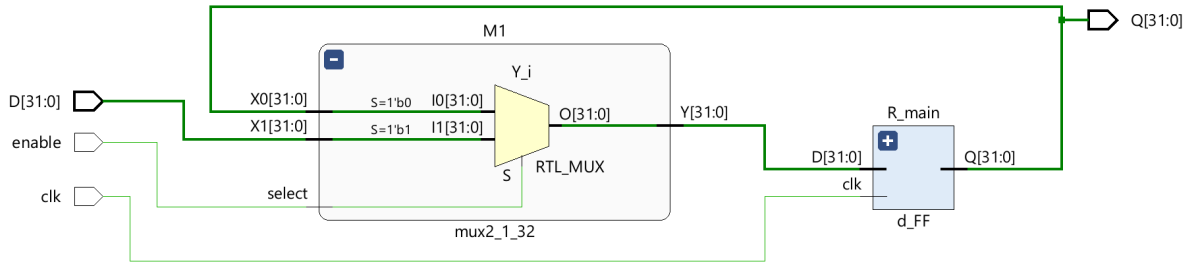 M1
Q[31:0]
Y_i
D[31:0]
X0[31:0]
S=1'b0
I0[31:0]
O[31:0]
Y[31:0]
X1[31:0]
S=1'b1
I1[31:0]
R_main
enable
RTL_MUX
D[31:0]
Q[31:0]
S
clk
select
clk
d_FF
mux2_1_32